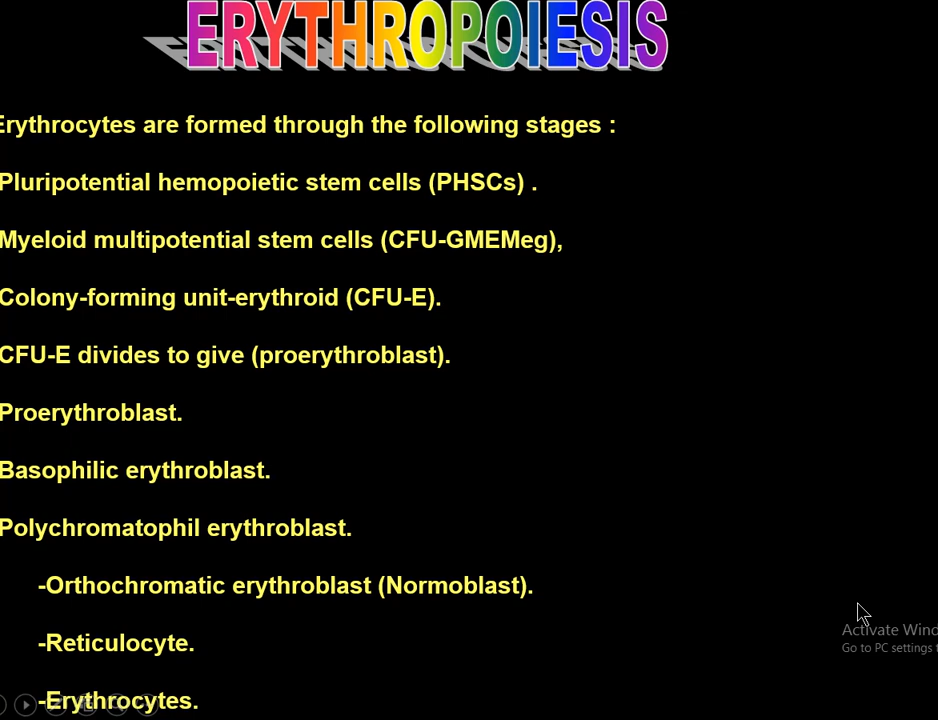 ERYTHROPOIESIS
Erythrocytes are formed through the following stages :
Pluripotential hemopoietic stem cells (PHSCs) .
Myeloid multipotential stem cells (CFU-GMEMeg),
Colony-forming unit-erythroid (CFU-E).
CFU-E divides to give (proerythroblast).
Proerythroblast.
Basophilic erythroblast.
Polychromatophil erythroblast.
-Orthochromatic erythroblast (Normoblast).
-Reticulocyte.
Activate Wind
Go to PC settings
-Erythrocytes.